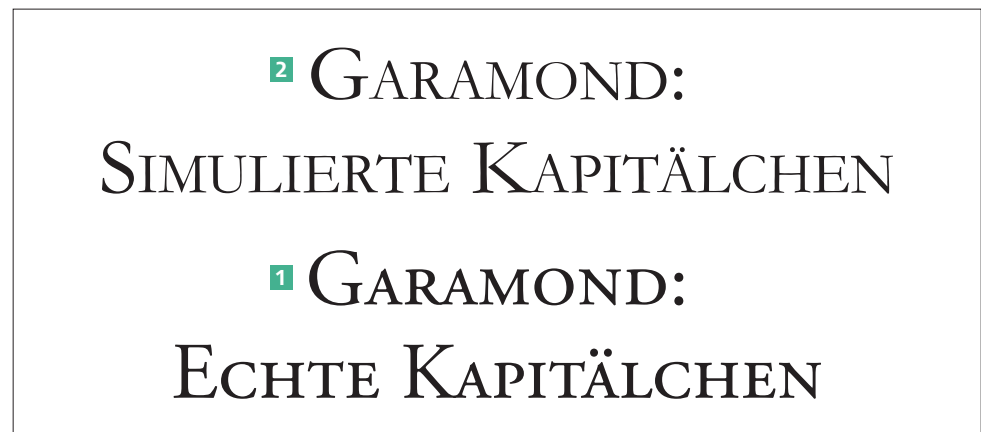 2 Garamond:
Simulierte Kapitälchen
1 Garamond:
Echte Kapitälchen